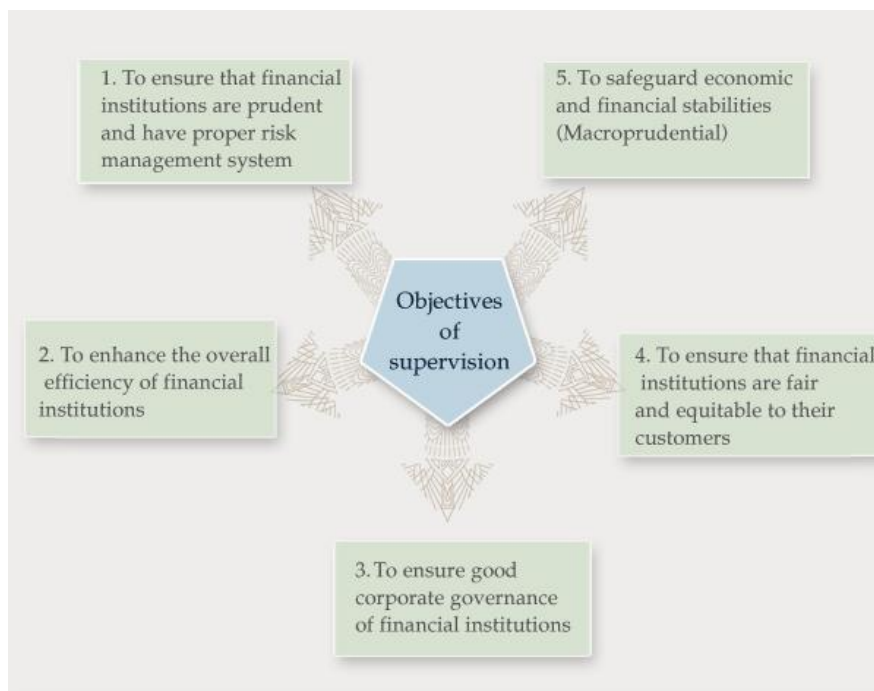 1. To ensure that financial
institutions are prudent
and have proper risk
management system
5. To safeguard economic
and financial stabilities
(Macroprudential)
Objectives
of
supervision
2. To enhance the overall
efficiency of financial
institutions
4. To ensure that financial
institutions are fair
and equitable to their
customers
3. To ensure good
corporate governance
of financial institutions